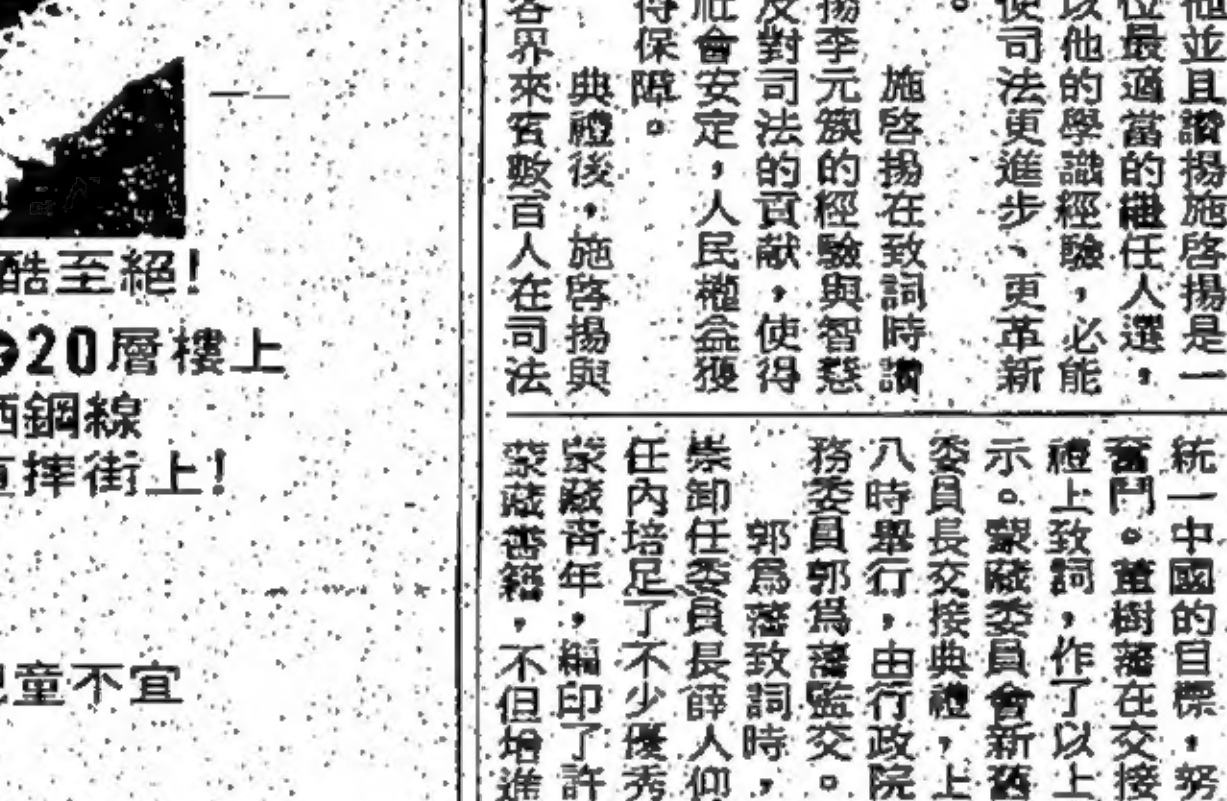 他並且讚揚施啓揚是一
位最適當的繼任人選，
以他的學識經驗，必能
使司法更進步、更革新
。
施啓揚在致詞時讚
揚李元簇的經驗與智慧
及對司法的貢獻，使得
社會安定，人民權益獲
得保障。
典禮後，施啓揚與
各界來賓數百人在司法
統一中國的目標，努
奮鬥。董樹藩在交接
禮上致詞，作了以上
示。蒙藏委員會新舊
委員長交接典禮，上
八時舉行，由行政院
務委員郭爲藩監交。
郭爲藩致詞時，
崇卸任委員長薛人仰
任內培足了不少優秀
蒙藏青年，編印了許
蒙藏書籍，不但增進
酷至絕！
20層樓上
鋼線
摔街上！
童不宜